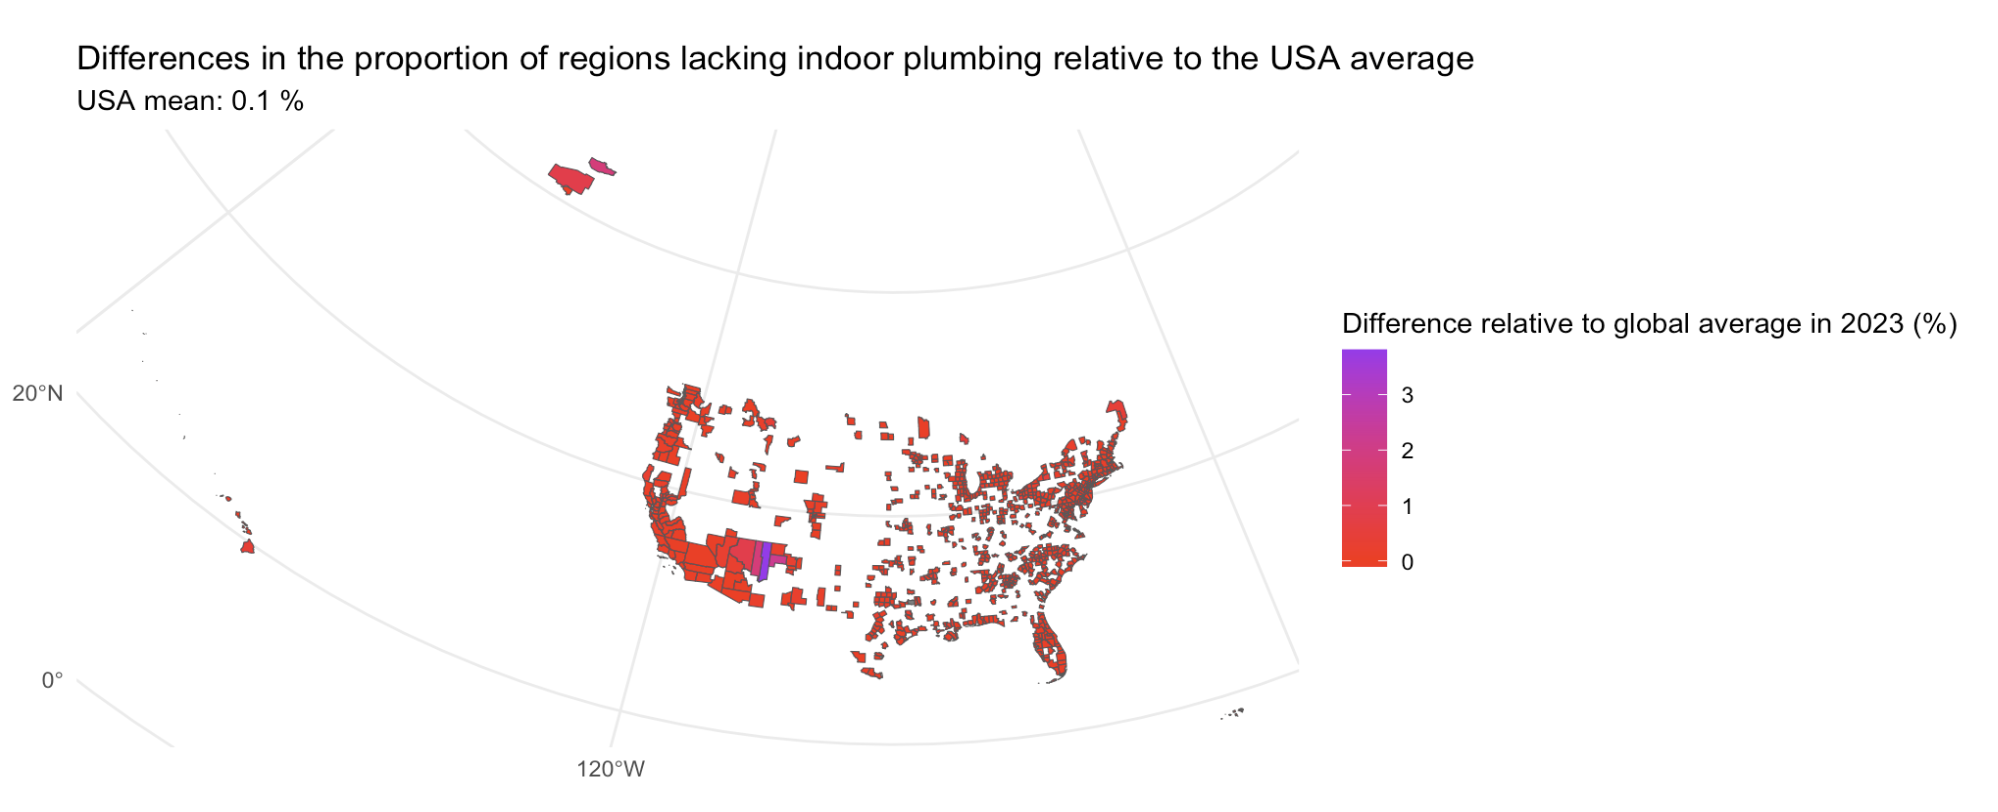 Differences in the proportion of regions lacking indoor plumbing relative to the USA average
USA mean: 0.1 %
20°N
0°
120°W
Difference relative to global average in 2023 (%)
3
2
1
0